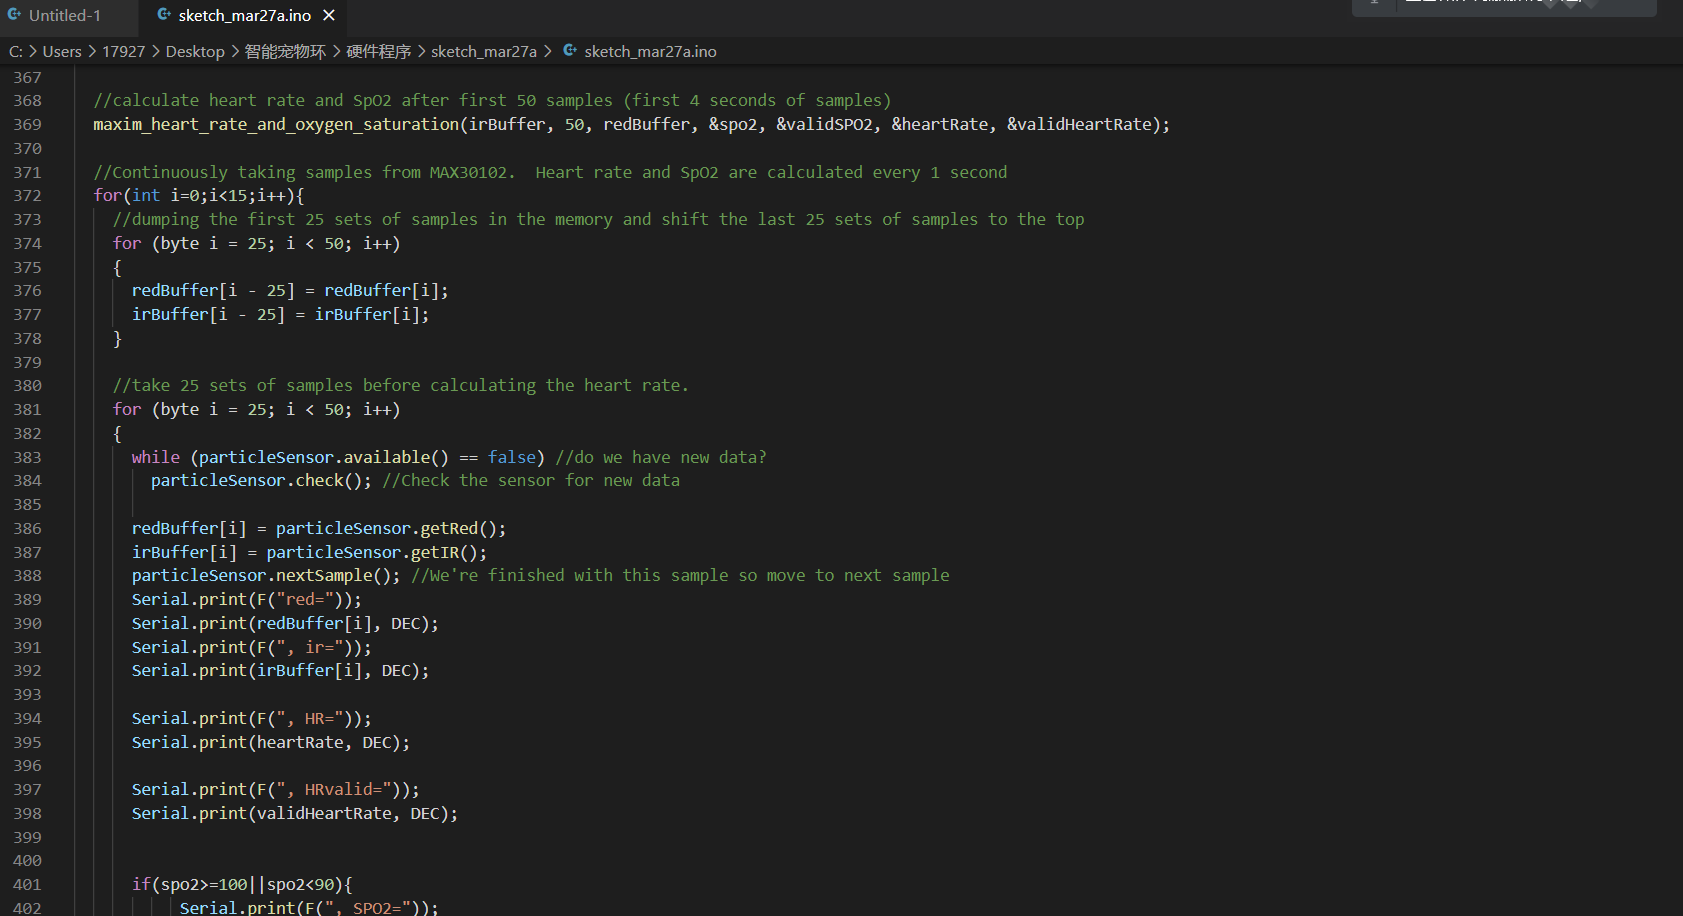 Untitled-1 sketch_mar27a.ino
C: > Users > 17927 > Desktop > 智能宠物环 > 硬件程序 > sketch_mar27a > sketch_mar27a.ino
367
368 //calculate heart rate and SpO2 after first 50 samples (first 4 seconds of samples)
369 maxim_heart_rate_and_oxygen_saturation(irBuffer, 50, redBuffer, &spo2, &validSPO2, &heartRate, &validHeartRate);
370
371 //Continuously taking samples from MAX30102.  Heart rate and SpO2 are calculated every 1 second
372 for(int i=0;i<15;i++){
373 //dumping the first 25 sets of samples in the memory and shift the last 25 sets of samples to the top
374 for (byte i = 25; i < 50; i++)
375 {
376 redBuffer[i - 25] = redBuffer[i];
377 irBuffer[i - 25] = irBuffer[i];
378 }
379
380 //take 25 sets of samples before calculating the heart rate.
381 for (byte i = 25; i < 50; i++)
382 {
383 while (particleSensor.available() == false) //do we have new data?
384 particleSensor.check(); //Check the sensor for new data
385
386 redBuffer[i] = particleSensor.getRed();
387 irBuffer[i] = particleSensor.getIR();
388 particleSensor.nextSample(); //We're finished with this sample so move to next sample
389 Serial.print(F("red="));
390 Serial.print(redBuffer[i], DEC);
391 Serial.print(F(", ir="));
392 Serial.print(irBuffer[i], DEC);
393
394 Serial.print(F(", HR="));
395 Serial.print(heartRate, DEC);
396
397 Serial.print(F(", HRvalid="));
398 Serial.print(validHeartRate, DEC);
399
400
401 if(spo2>=100||spo2<90){
402 Serial.print(F(", SPO2="));